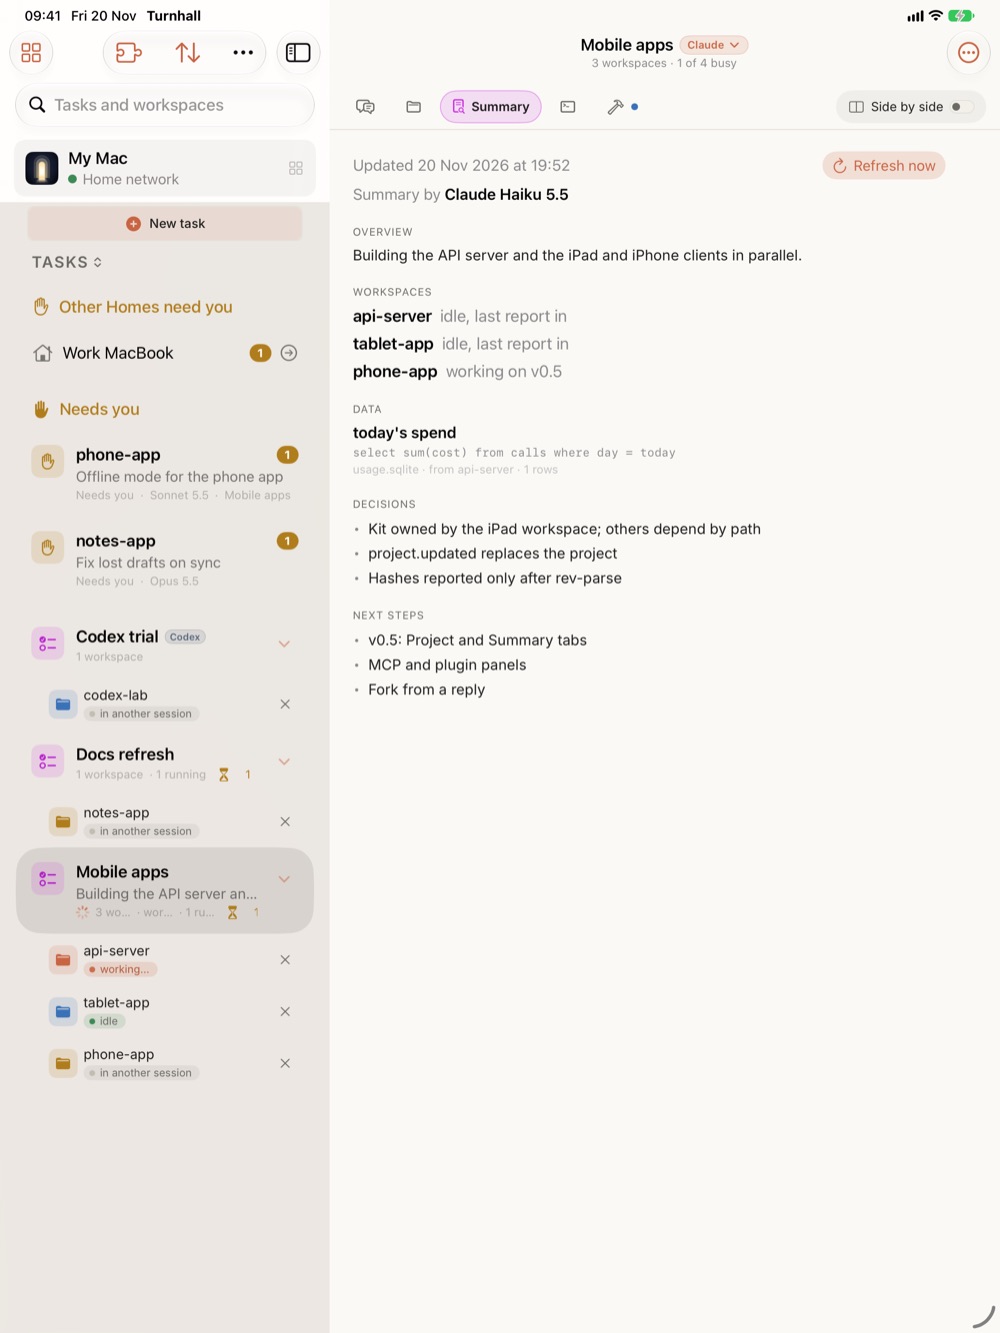 09:41 Fri 20 Nov Turnhall
Tasks and workspaces
My Mac
Home network
New task
TASKS
Other Homes need you
Work MacBook 1
Needs you
phone-app 1
Offline mode for the phone app
Needs you · Sonnet 5.5 · Mobile apps
notes-app 1
Fix lost drafts on sync
Needs you · Opus 5.5
Codex trial Codex
1 workspace
codex-lab
in another session
Docs refresh
1 workspace · 1 running 1
notes-app
in another session
Mobile apps
Building the API server an...
3 wo... · wor... · 1 ru... 1
api-server
working...
tablet-app
idle
phone-app
in another session
Mobile apps Claude
3 workspaces · 1 of 4 busy
Summary
Side by side
Updated 20 Nov 2026 at 19:52
Refresh now
Summary by Claude Haiku 5.5
OVERVIEW
Building the API server and the iPad and iPhone clients in parallel.
WORKSPACES
api-server idle, last report in
tablet-app idle, last report in
phone-app working on v0.5
DATA
today's spend
select sum(cost) from calls where day = today
usage.sqlite · from api-server · 1 rows
DECISIONS
• Kit owned by the iPad workspace; others depend by path
• project.updated replaces the project
• Hashes reported only after rev-parse
NEXT STEPS
• v0.5: Project and Summary tabs
• MCP and plugin panels
• Fork from a reply